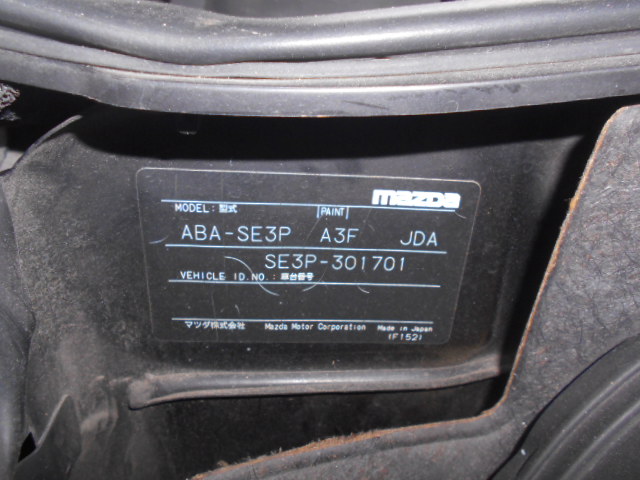 mazda
MODEL: 型式 PAINT
ABA-SE3P A3F JDA
SE3P-301701
VEHICLE ID.NO.: 車台番号
マツダ株式会社 Mazda Motor Corporation Made in Japan
(F152)